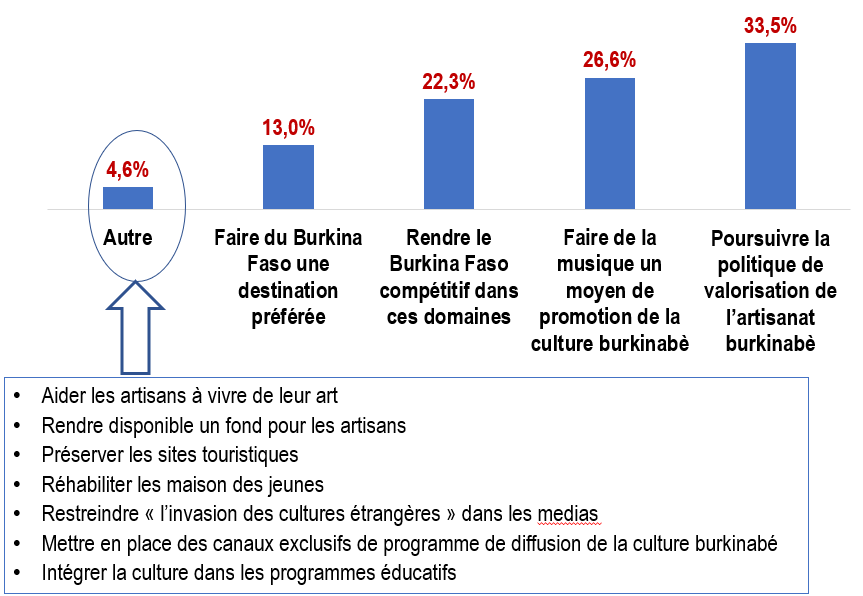 4,6%
13,0%
22,3%
26,6%
33,5%
Autre
Faire du Burkina
Faso une
destination
préférée
Rendre le
Burkina Faso
compétitif dans
ces domaines
Faire de la
musique un
moyen de
promotion de la
culture burkinabè
Poursuivre la
politique de
valorisation de
l’artisanat
burkinabè
• Aider les artisans à vivre de leur art
• Rendre disponible un fond pour les artisans
• Préserver les sites touristiques
• Réhabiliter les maison des jeunes
• Restreindre « l’invasion des cultures étrangères » dans les medias
• Mettre en place des canaux exclusifs de programme de diffusion de la culture burkinabé
• Intégrer la culture dans les programmes éducatifs